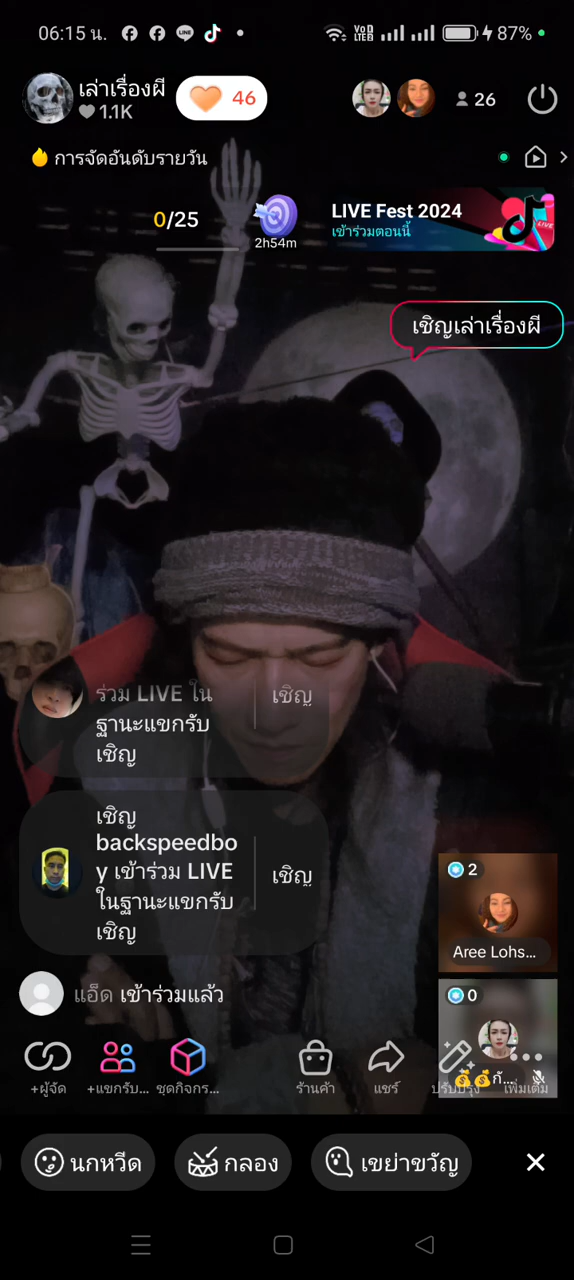 06:15 น.
LINE
VoD
LTE2
87%
เล่าเรื่องผี
1.1K
46
26
การจัดอันดับรายวัน
0/25
2h54m
LIVE Fest 2024
เข้าร่วมตอนนี้
LIVE
เชิญเล่าเรื่องผี
ร่วม LIVE ใน
ฐานะแขกรับ
เชิญ
เชิญ
เชิญ
backspeedbo
y เข้าร่วม LIVE
ในฐานะแขกรับ
เชิญ
เชิญ
2
Aree Lohs...
แอ็ด เข้าร่วมแล้ว
0
💰💰กั...
+ผู้จัด
+แขกรับ...
ชุดกิจกร...
ร้านค้า
แชร์
ปรับปรุง
เพิ่มเติม
นกหวีด
กลอง
เขย่าขวัญ